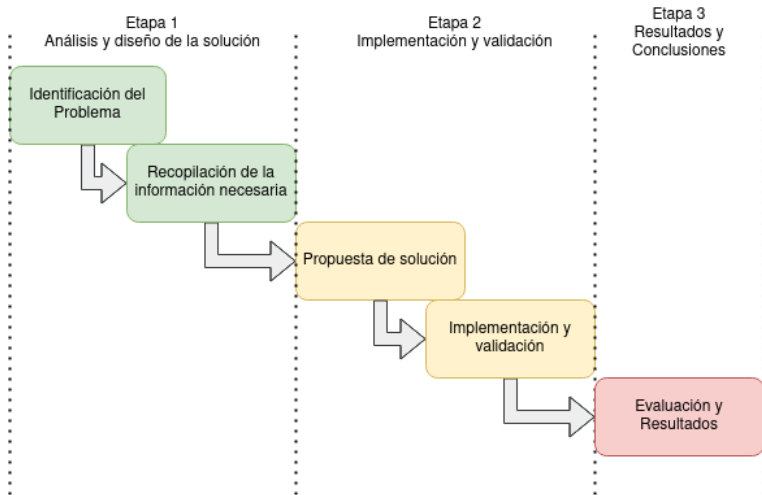 Etapa 1
Análisis y diseño de la solución
Etapa 2
Implementación y validación
Etapa 3
Resultados y
Conclusiones
Identificación del
Problema
Recopilación de la
información necesaria
Propuesta de solución
Implementación y
validación
Evaluación y
Resultados